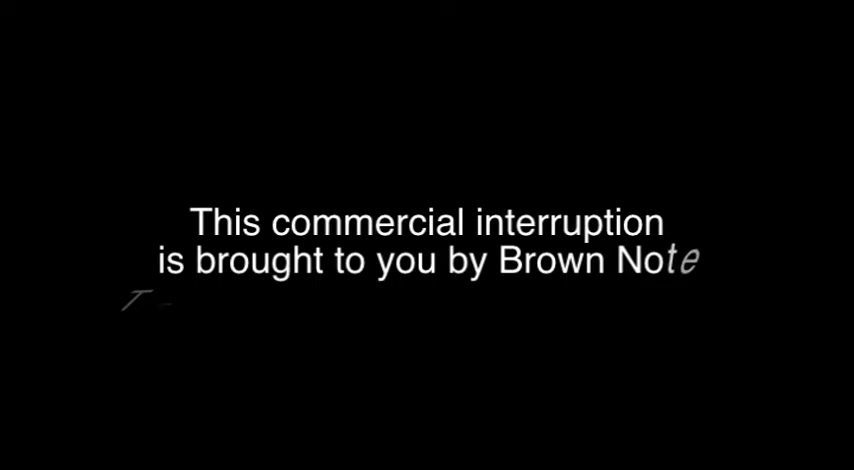 This commercial interruption
is brought to you by Brown Note
T